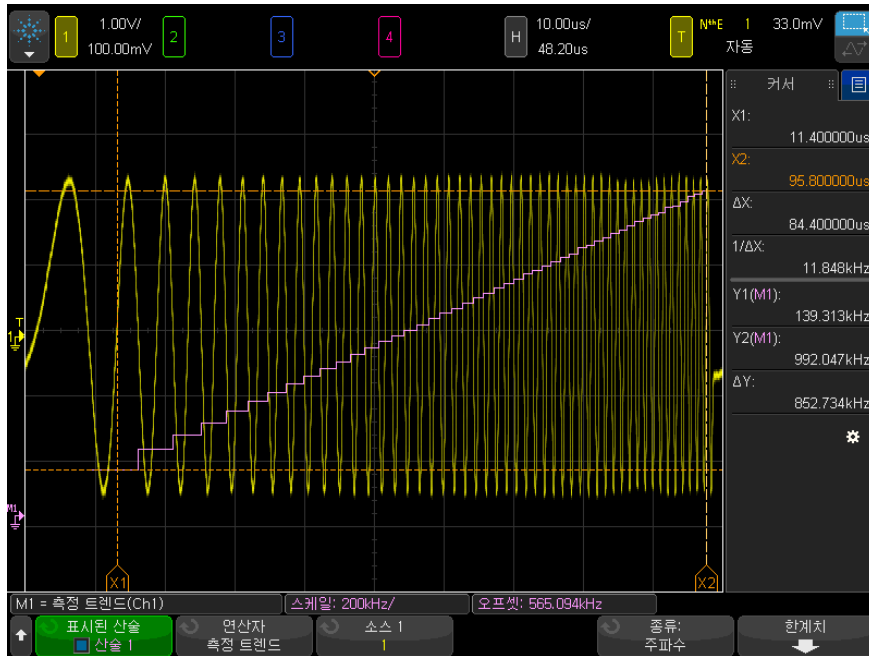 1 1.00V/ 2 3 4 H 10.00us/ T NthE 1 33.0mV
100.00mV 48.20us 자동
커서
X1:
11.400000us
X2:
95.800000us
ΔX:
84.400000us
1/ΔX:
11.848kHz
Y1(M1):
139.313kHz
Y2(M1):
992.047kHz
ΔY:
852.734kHz
T
1
M1
X1 X2
M1 = 측정 트렌드(Ch1) 스케일: 200kHz/ 오프셋: 565.094kHz
표시된 산술 연산자 소스 1 종류: 한계치
산술 1 측정 트렌드 1 주파수